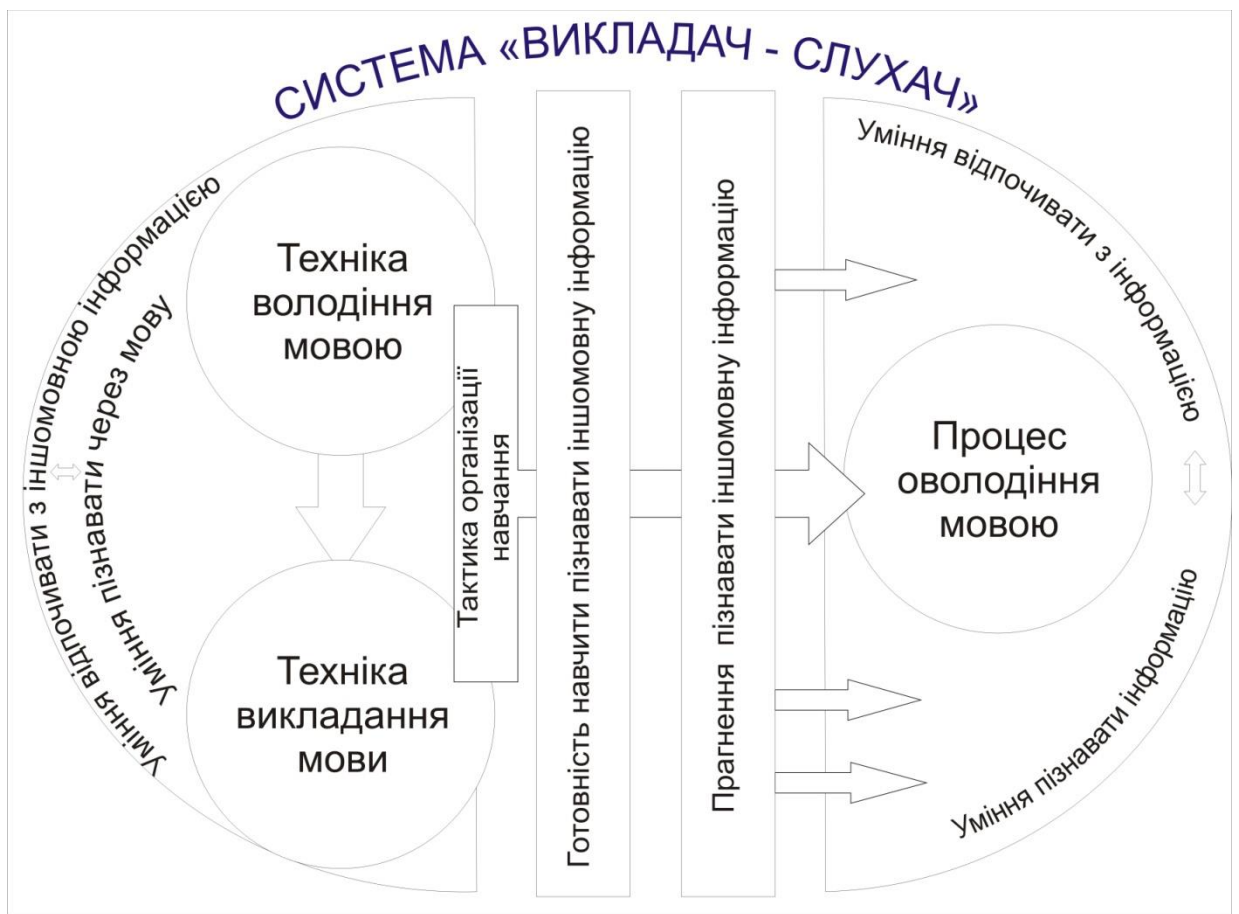 СИСТЕМА «ВИКЛАДАЧ - СЛУХАЧ»
Уміння відпочивати з іншомовною інформацією
Уміння пізнавати через мову
Техніка
володіння
мовою
Техніка
викладання
мови
Тактика організації
навчання
Готовність навчити пізнавати іншомовну інформацію
Прагнення пізнавати іншомовну інформацію
Уміння відпочивати з інформацією
Процес
оволодіння
мовою
Уміння пізнавати інформацію